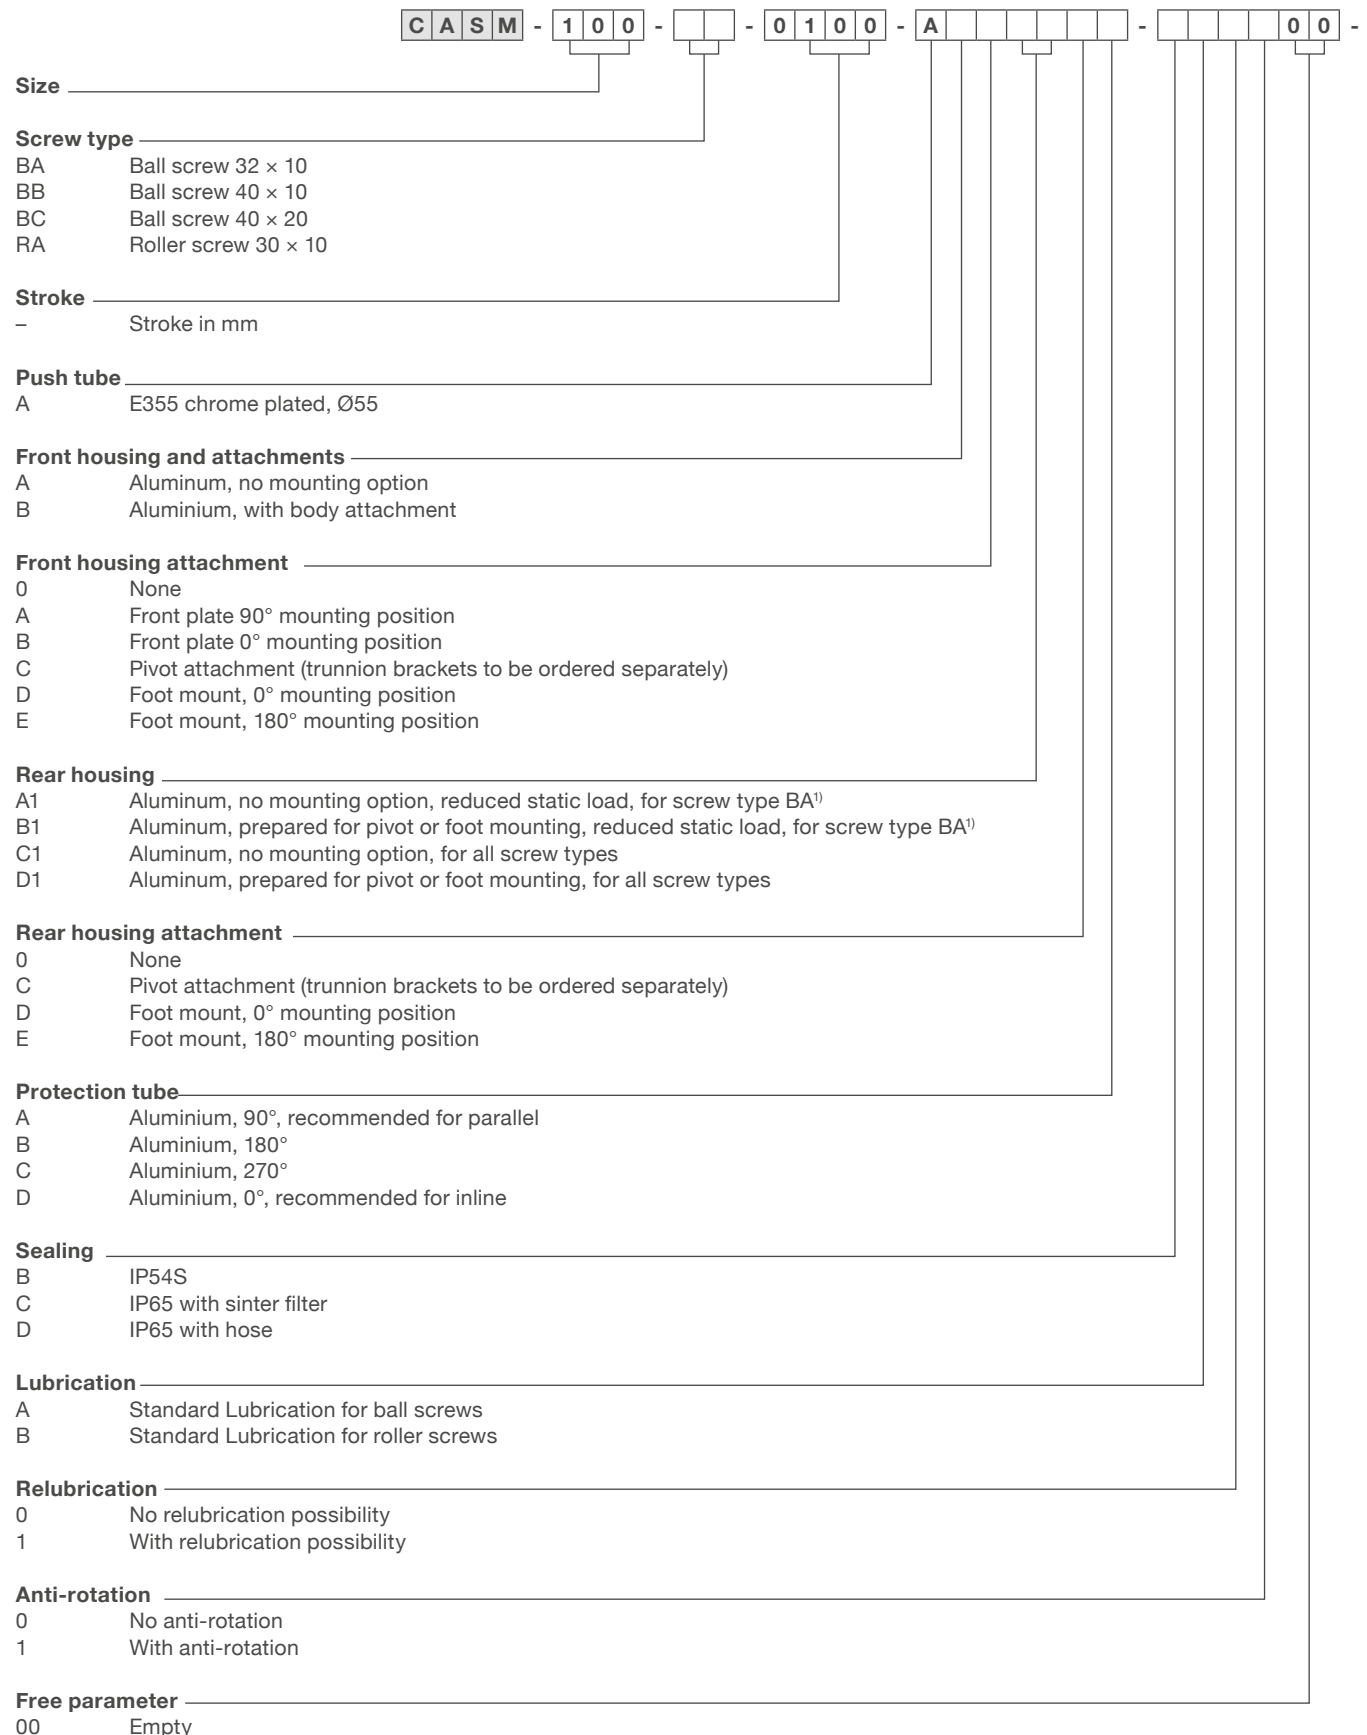 CASM - 100 - - 0100 - A - 00 -
Size
Screw type
BA Ball screw 32 × 10
BB Ball screw 40 × 10
BC Ball screw 40 × 20
RA Roller screw 30 × 10
Stroke
– Stroke in mm
Push tube
A E355 chrome plated, Ø55
Front housing and attachments
A Aluminum, no mounting option
B Aluminium, with body attachment
Front housing attachment
0 None
A Front plate 90° mounting position
B Front plate 0° mounting position
C Pivot attachment (trunnion brackets to be ordered separately)
D Foot mount, 0° mounting position
E Foot mount, 180° mounting position
Rear housing
A1 Aluminum, no mounting option, reduced static load, for screw type BA1)
B1 Aluminum, prepared for pivot or foot mounting, reduced static load, for screw type BA1)
C1 Aluminum, no mounting option, for all screw types
D1 Aluminum, prepared for pivot or foot mounting, for all screw types
Rear housing attachment
0 None
C Pivot attachment (trunnion brackets to be ordered separately)
D Foot mount, 0° mounting position
E Foot mount, 180° mounting position
Protection tube
A Aluminium, 90°, recommended for parallel
B Aluminium, 180°
C Aluminium, 270°
D Aluminium, 0°, recommended for inline
Sealing
B IP54S
C IP65 with sinter filter
D IP65 with hose
Lubrication
A Standard Lubrication for ball screws
B Standard Lubrication for roller screws
Relubrication
0 No relubrication possibility
1 With relubrication possibility
Anti-rotation
0 No anti-rotation
1 With anti-rotation
Free parameter
00 Empty